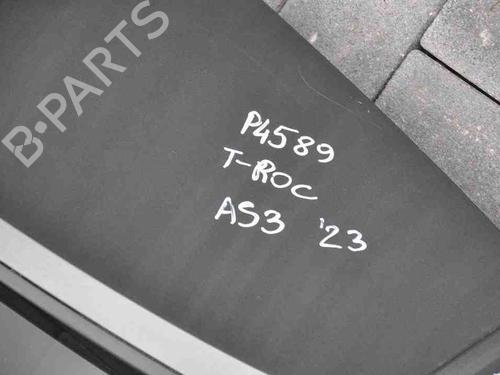 B-PARTS
P4589
T-ROC
AS3 '23